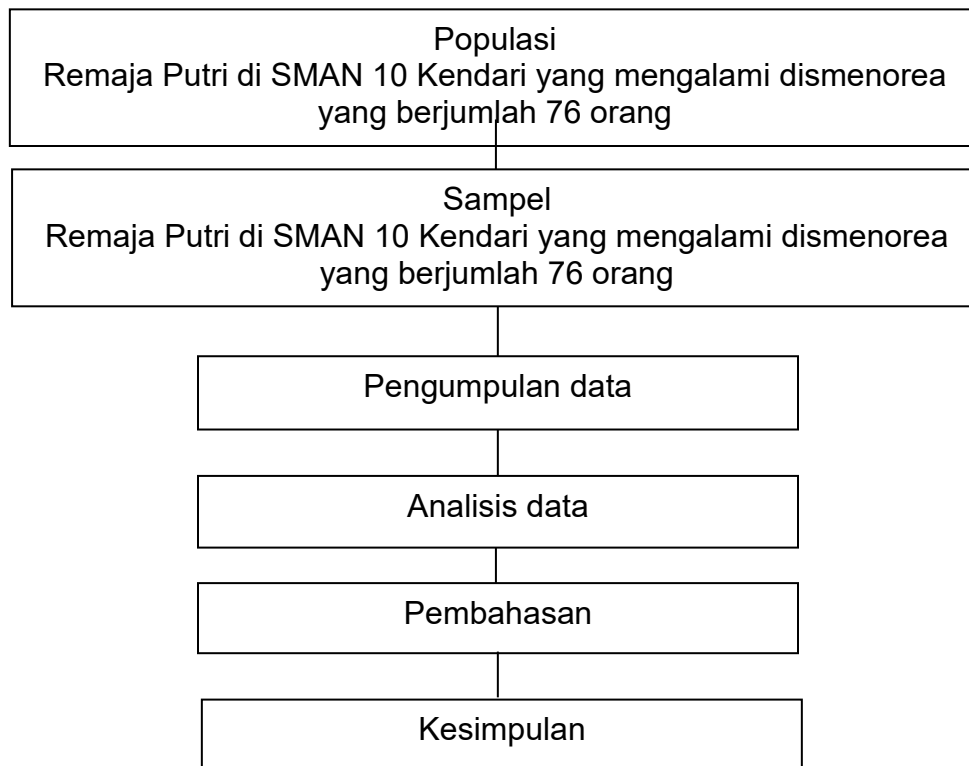 Populasi
Remaja Putri di SMAN 10 Kendari yang mengalami dismenorea
yang berjumlah 76 orang
Sampel
Remaja Putri di SMAN 10 Kendari yang mengalami dismenorea
yang berjumlah 76 orang
Pengumpulan data
Analisis data
Pembahasan
Kesimpulan